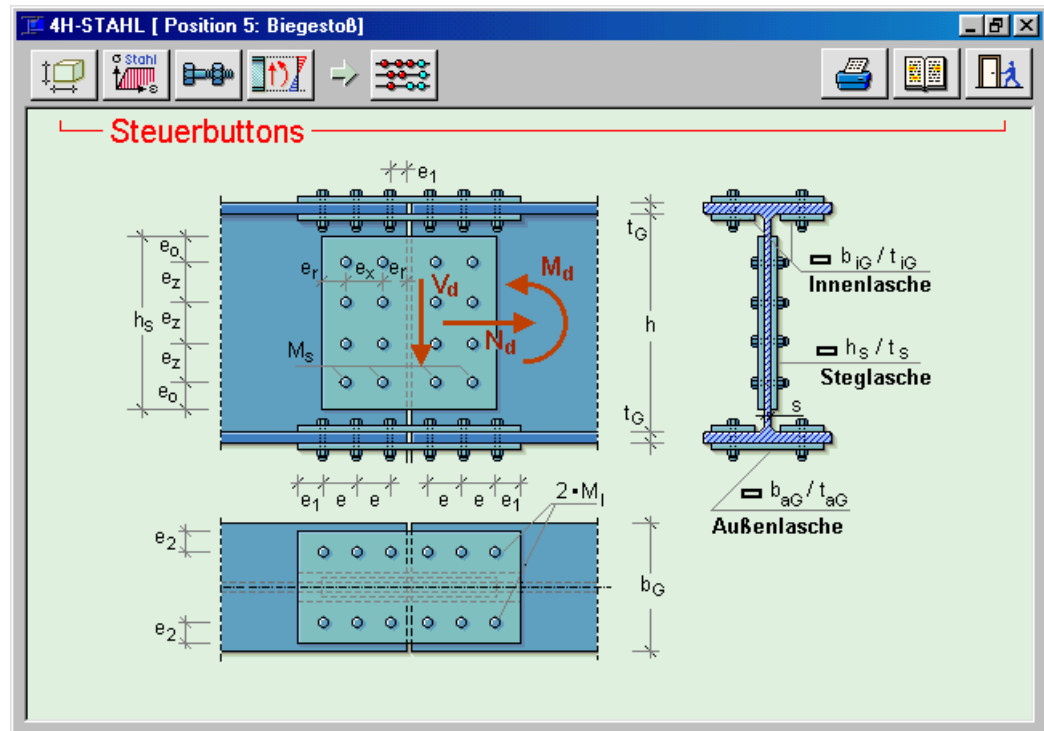 4H-STAHL [ Position 5: Biegestoß]
σ Stahl
ε
Steuerbuttons
e1
tG
eo
ez
hS
ez
ez
eo
er
ex
er
Vd
Md
Nd
MS
h
tG
biG / tiG
Innenlasche
hS / tS
Steglasche
s
baG / taG
Außenlasche
e1 e e e e e1
2•Ml
e2
bG
e2